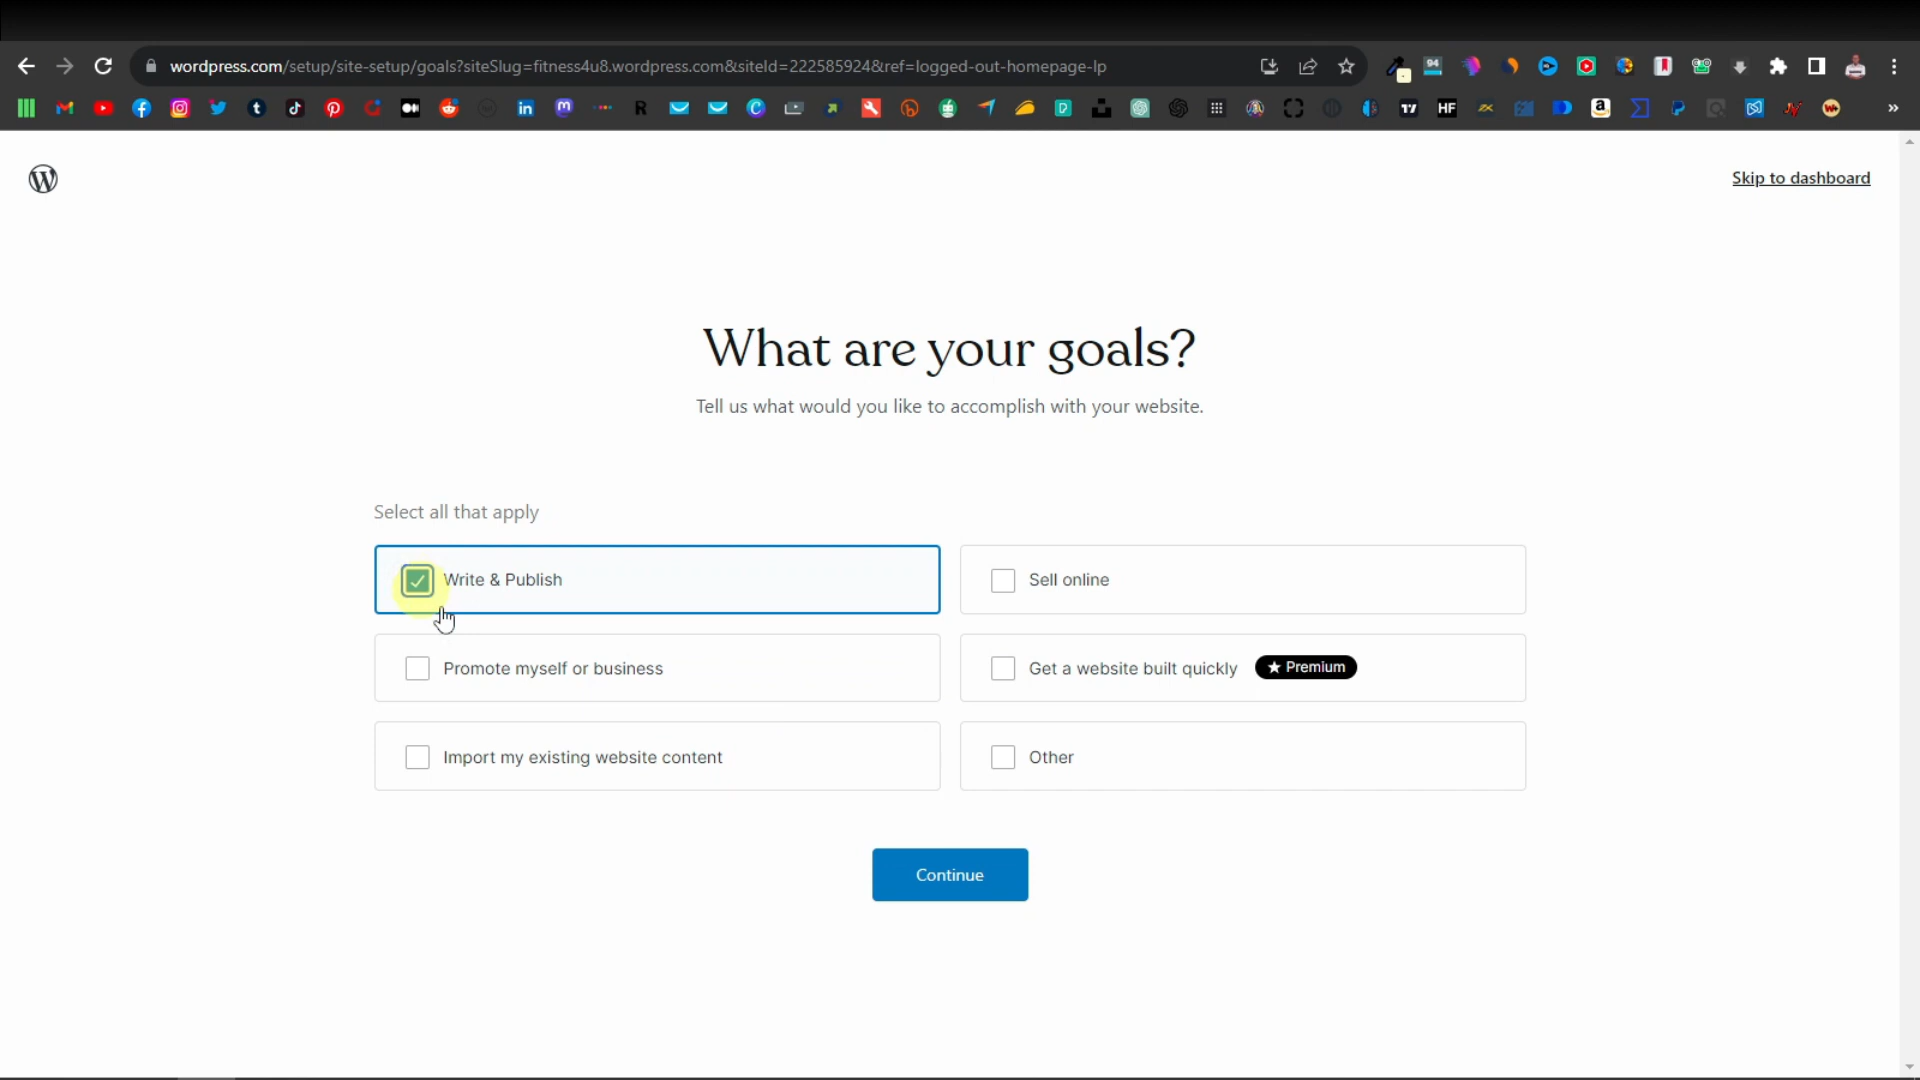 wordpress.com/setup/site-setup/goals?siteSlug=fitness4u8.wordpress.com&siteId=222585924&ref=logged-out-homepage-lp
94
HF
Skip to dashboard
What are your goals?
Tell us what would you like to accomplish with your website.
Select all that apply
Write & Publish
Sell online
Promote myself or business
Get a website built quickly ★ Premium
Import my existing website content
Other
Continue